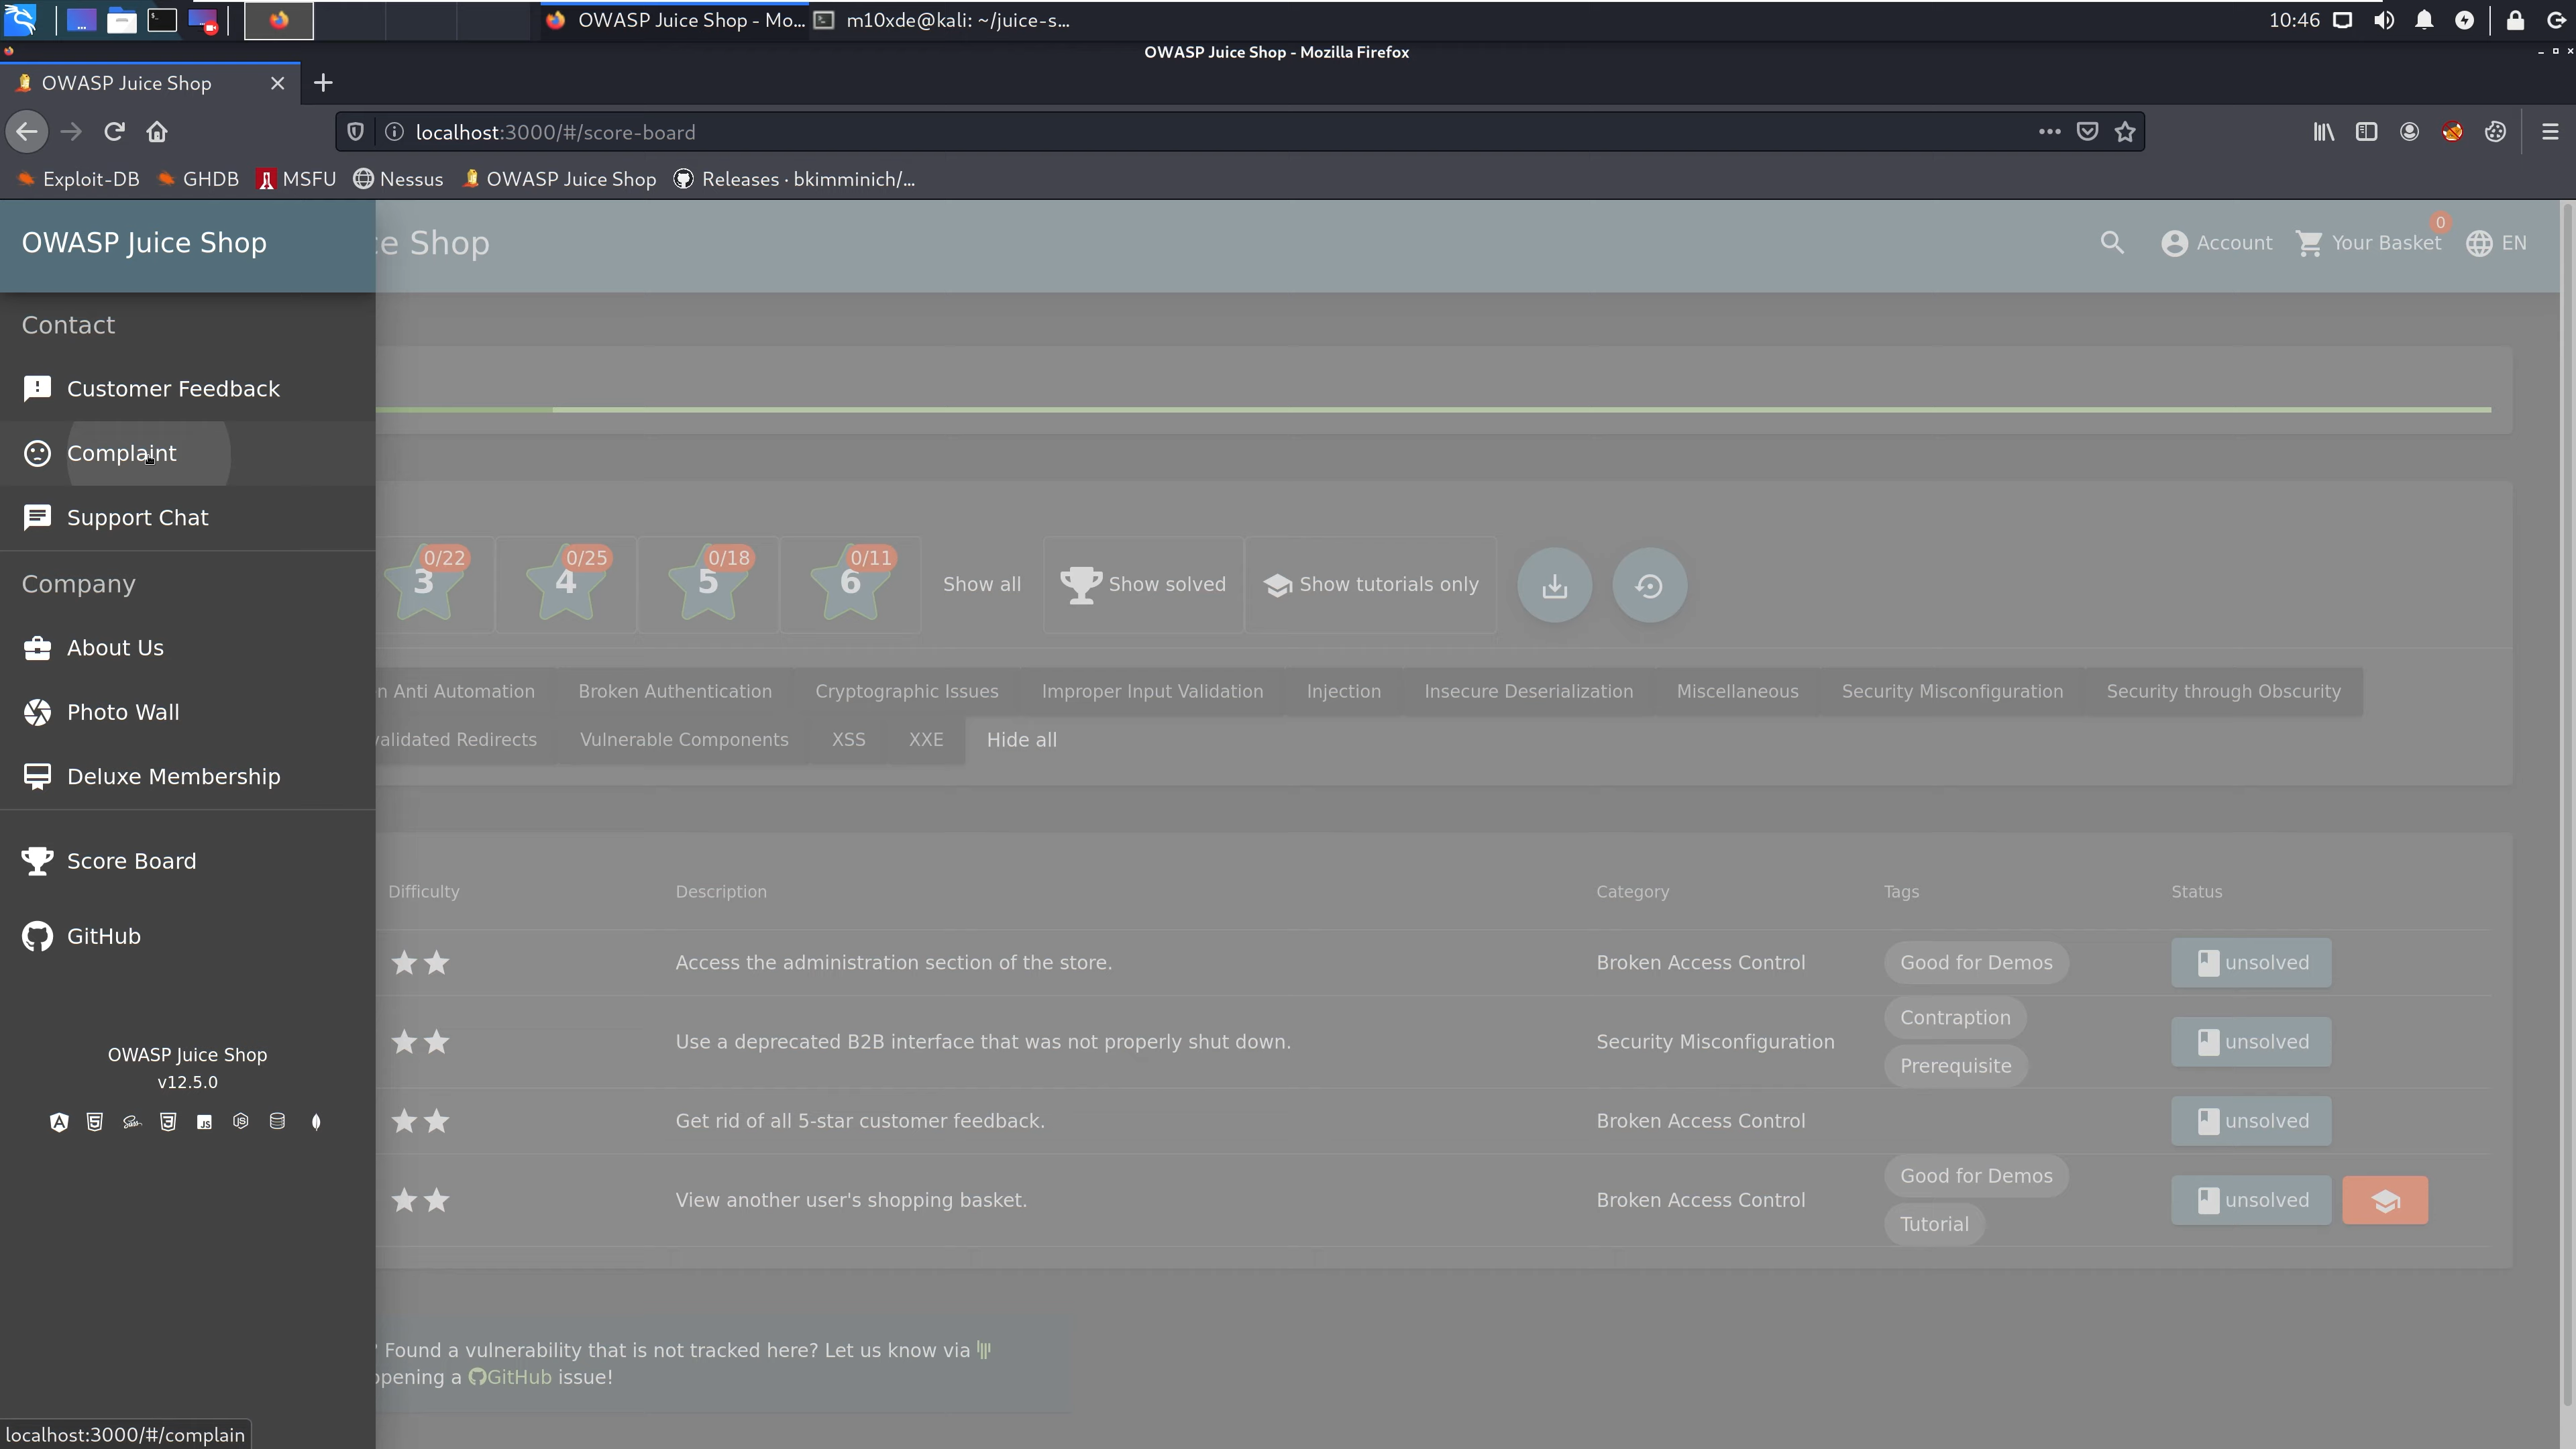 OWASP Juice Shop - Mo... m10xde@kali: ~/juice-s... 10:46
OWASP Juice Shop - Mozilla Firefox
OWASP Juice Shop
localhost:3000/#/score-board
Exploit-DB GHDB MSFU Nessus OWASP Juice Shop Releases · bkimminich/...
OWASP Juice Shop
ce Shop Account 0 Your Basket EN
Contact
Customer Feedback
Complaint
Support Chat
Company
About Us
Photo Wall
Deluxe Membership
Score Board
GitHub
OWASP Juice Shop
v12.5.0
3 0/22 4 0/25 5 0/18 6 0/11 Show all Show solved Show tutorials only
n Anti Automation Broken Authentication Cryptographic Issues Improper Input Validation Injection Insecure Deserialization Miscellaneous Security Misconfiguration Security through Obscurity
validated Redirects Vulnerable Components XSS XXE Hide all
Difficulty Description Category Tags Status
Access the administration section of the store. Broken Access Control Good for Demos unsolved
Use a deprecated B2B interface that was not properly shut down. Security Misconfiguration Contraption Prerequisite unsolved
Get rid of all 5-star customer feedback. Broken Access Control unsolved
View another user's shopping basket. Broken Access Control Good for Demos Tutorial unsolved
? Found a vulnerability that is not tracked here? Let us know via
opening a GitHub issue!
localhost:3000/#/complain